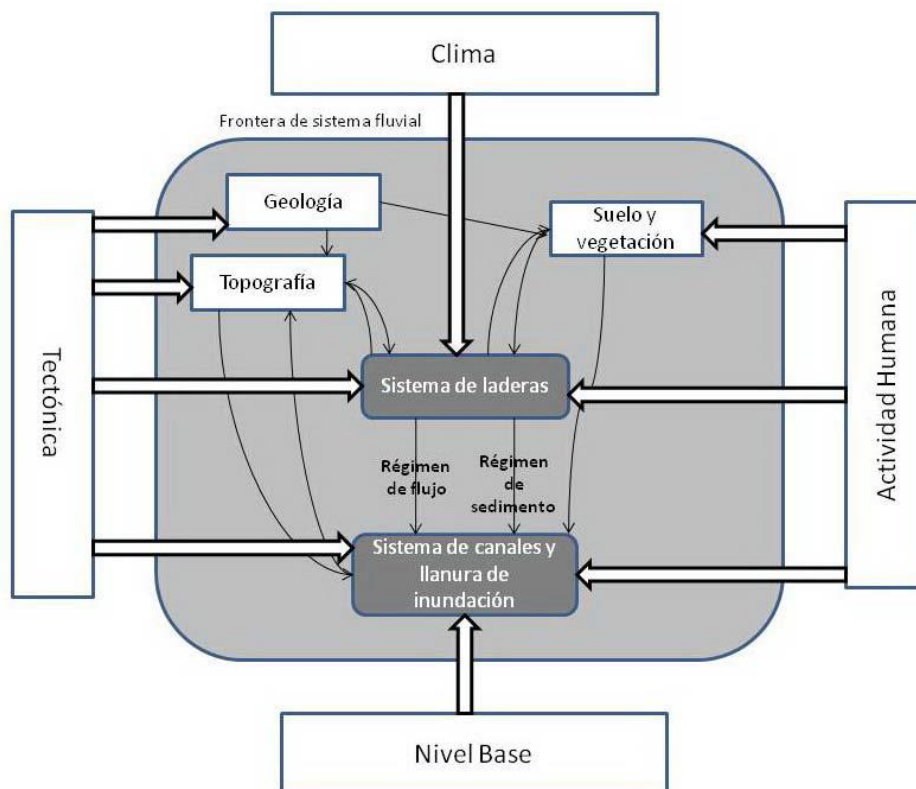 Clima
Frontera de sistema fluvial
Geología
Suelo y
vegetación
Topografía
Tectónica
Sistema de laderas
Actividad Humana
Régimen
de flujo
Régimen
de
sedimento
Sistema de canales y
llanura de
inundación
Nivel Base